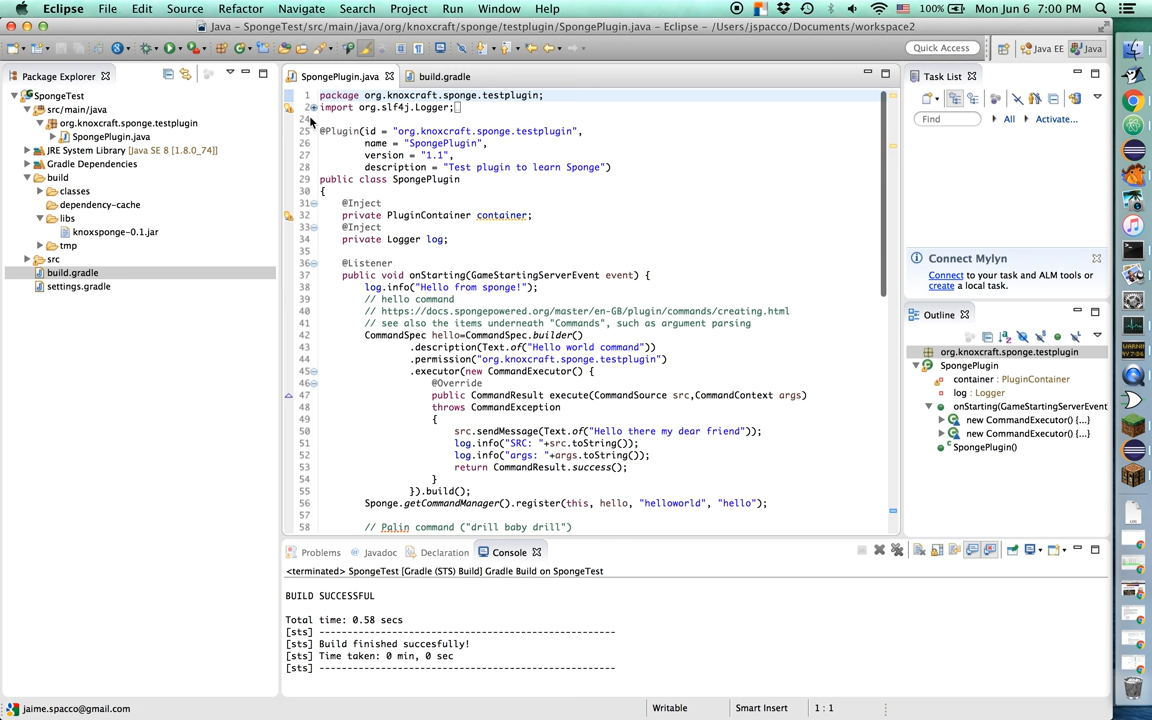 Eclipse File Edit Source Refactor Navigate Search Project Run Window Help 100% Mon Jun 6 7:00 PM
Java – SpongeTest/src/main/java/org/knoxcraft/sponge/testplugin/SpongePlugin.java – Eclipse – /Users/jspacco/Documents/workspace2
Quick Access Java EE Java
Package Explorer
SpongeTest
src/main/java
org.knoxcraft.sponge.testplugin
SpongePlugin.java
JRE System Library [Java SE 8 [1.8.0_74]]
Gradle Dependencies
build
classes
dependency-cache
libs
knoxsponge-0.1.jar
tmp
src
build.gradle
settings.gradle
SpongePlugin.java build.gradle
1 package org.knoxcraft.sponge.testplugin;
2 import org.slf4j.Logger;
24
25 @Plugin(id = "org.knoxcraft.sponge.testplugin",
26 name = "SpongePlugin",
27 version = "1.1",
28 description = "Test plugin to learn Sponge")
29 public class SpongePlugin
30 {
31 @Inject
32 private PluginContainer container;
33 @Inject
34 private Logger log;
35
36 @Listener
37 public void onStarting(GameStartingServerEvent event) {
38 log.info("Hello from sponge!");
39 // hello command
40 // https://docs.spongepowered.org/master/en-GB/plugin/commands/creating.html
41 // see also the items underneath "Commands", such as argument parsing
42 CommandSpec hello=CommandSpec.builder()
43 .description(Text.of("Hello world command"))
44 .permission("org.knoxcraft.sponge.testplugin")
45 .executor(new CommandExecutor() {
46 @Override
47 public CommandResult execute(CommandSource src,CommandContext args)
48 throws CommandException
49 {
50 src.sendMessage(Text.of("Hello there my dear friend"));
51 log.info("SRC: "+src.toString());
52 log.info("args: "+args.toString());
53 return CommandResult.success();
54 }
55 }).build();
56 Sponge.getCommandManager().register(this, hello, "helloworld", "hello");
57
58 // Palin command ("drill baby drill")
Task List
Find All Activate...
Connect Mylyn
Connect to your task and ALM tools or
create a local task.
Outline
org.knoxcraft.sponge.testplugin
SpongePlugin
container : PluginContainer
log : Logger
onStarting(GameStartingServerEvent
new CommandExecutor() {...}
new CommandExecutor() {...}
SpongePlugin()
Problems Javadoc Declaration Console
<terminated> SpongeTest [Gradle (STS) Build] Gradle Build on SpongeTest
BUILD SUCCESSFUL
Total time: 0.58 secs
[sts] -----------------------------------------------------
[sts] Build finished succesfully!
[sts] Time taken: 0 min, 0 sec
[sts] -----------------------------------------------------
jaime.spacco@gmail.com Writable Smart Insert 1 : 1